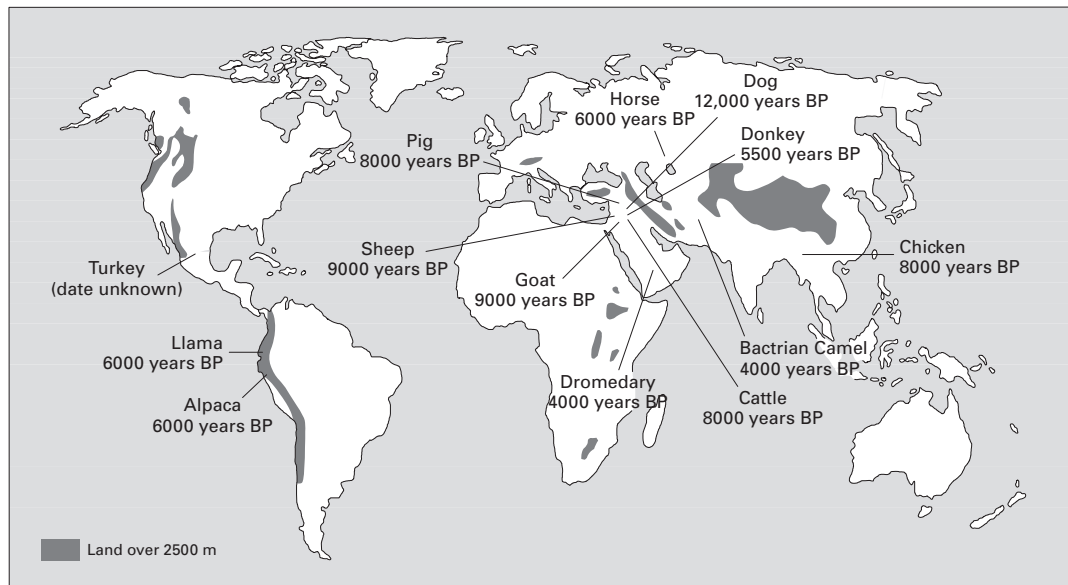 Dog
12,000 years BP
Horse
6000 years BP
Donkey
5500 years BP
Pig
8000 years BP
Sheep
9000 years BP
Goat
9000 years BP
Chicken
8000 years BP
Turkey
(date unknown)
Llama
6000 years BP
Alpaca
6000 years BP
Bactrian Camel
4000 years BP
Dromedary
4000 years BP
Cattle
8000 years BP
Land over 2500 m